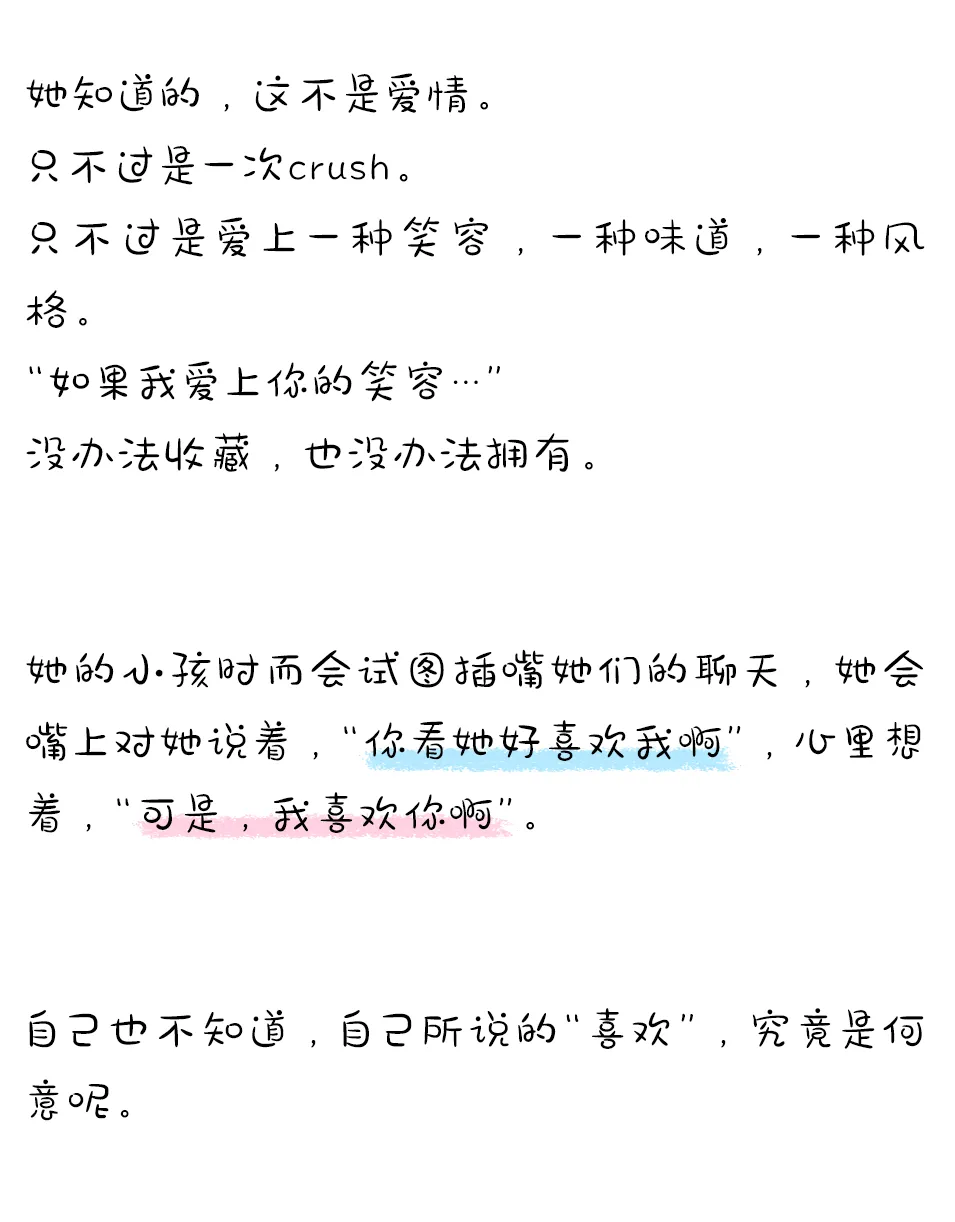 她知道的，这不是爱情。
只不过是一次crush。
只不过是爱上一种笑容，一种味道，一种风
格。
“如果我爱上你的笑容…”
没办法收藏，也没办法拥有。
她的小孩时而会试图插嘴她们的聊天，她会
嘴上对她说着，“你看她好喜欢我啊”，心里想
着，“可是，我喜欢你啊”。
自己也不知道，自己所说的“喜欢”，究竟是何
意呢。